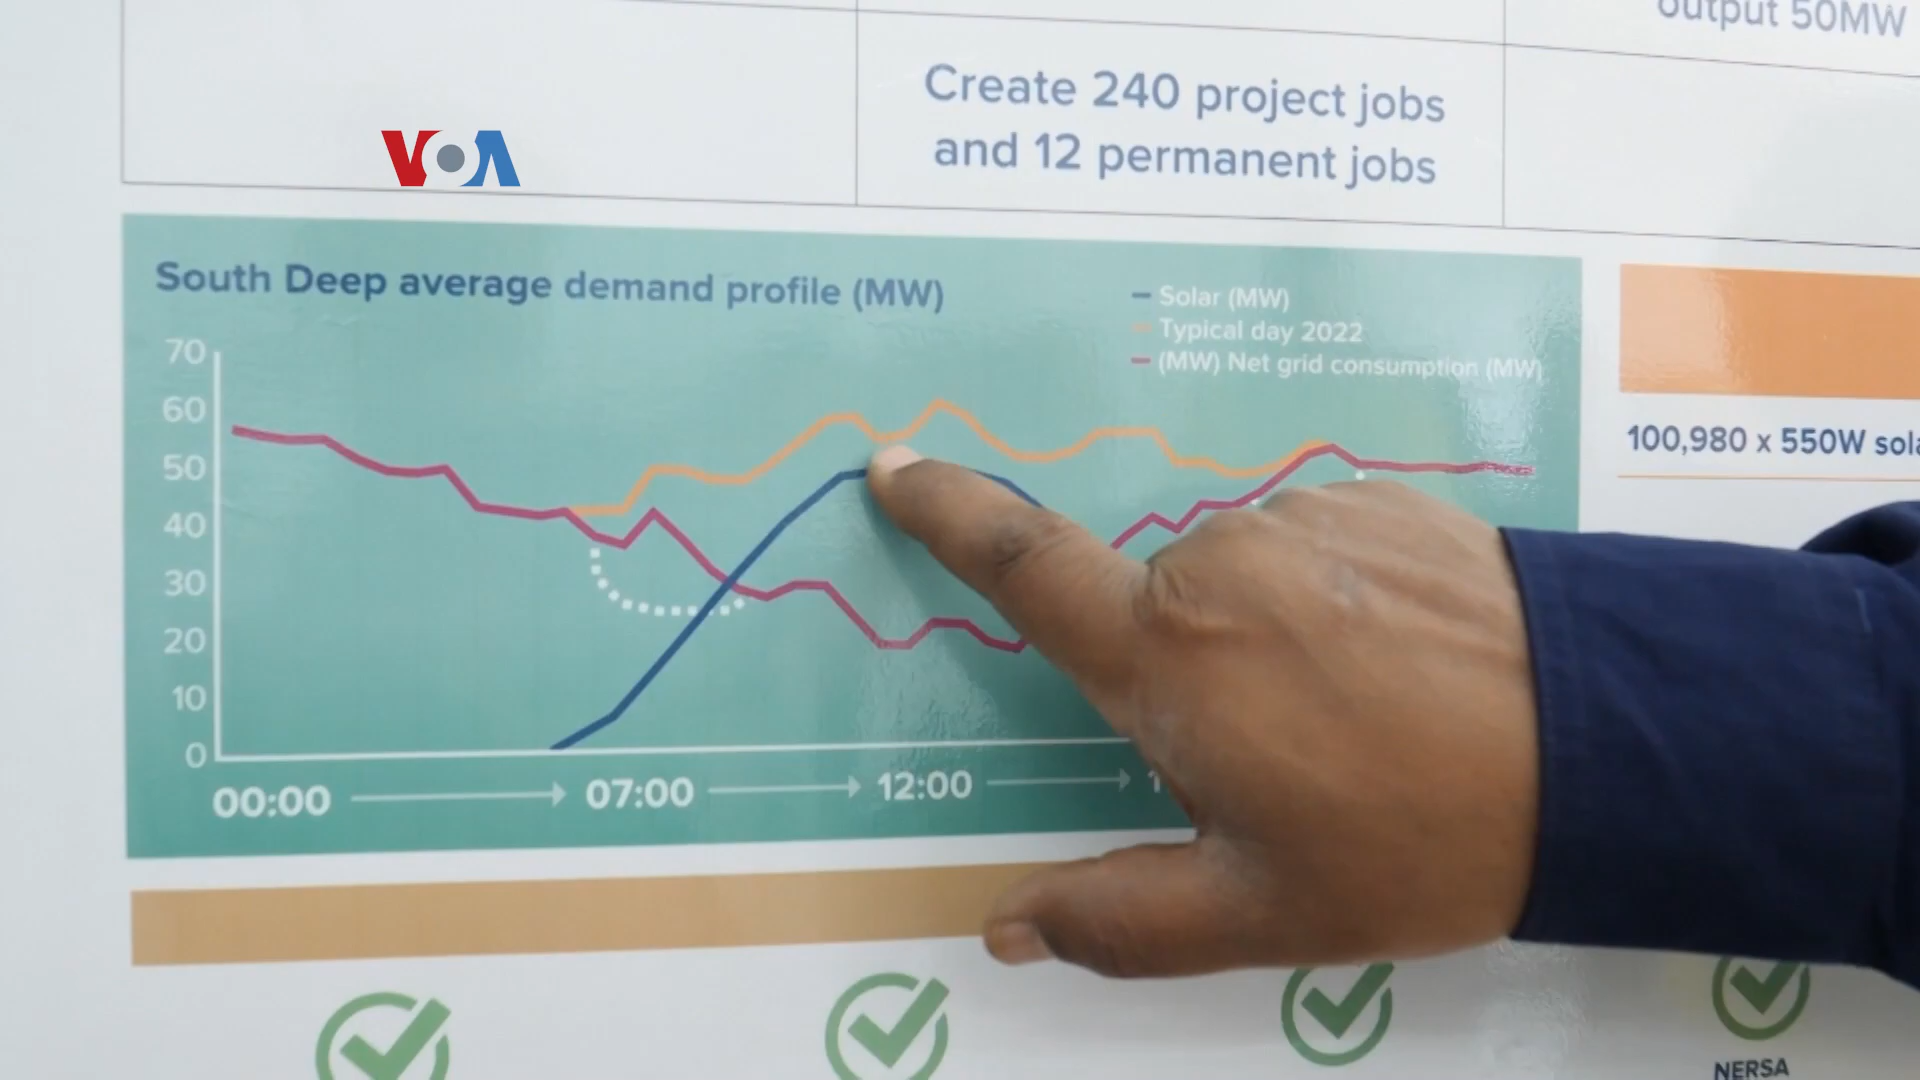 output 50MW
Create 240 project jobs
and 12 permanent jobs
VOA
South Deep average demand profile (MW)
Solar (MW)
Typical day 2022
(MW) Net grid consumption (MW)
70
60
50
40
30
20
10
0
00:00
07:00
12:00
100,980 x 550W
NERSA